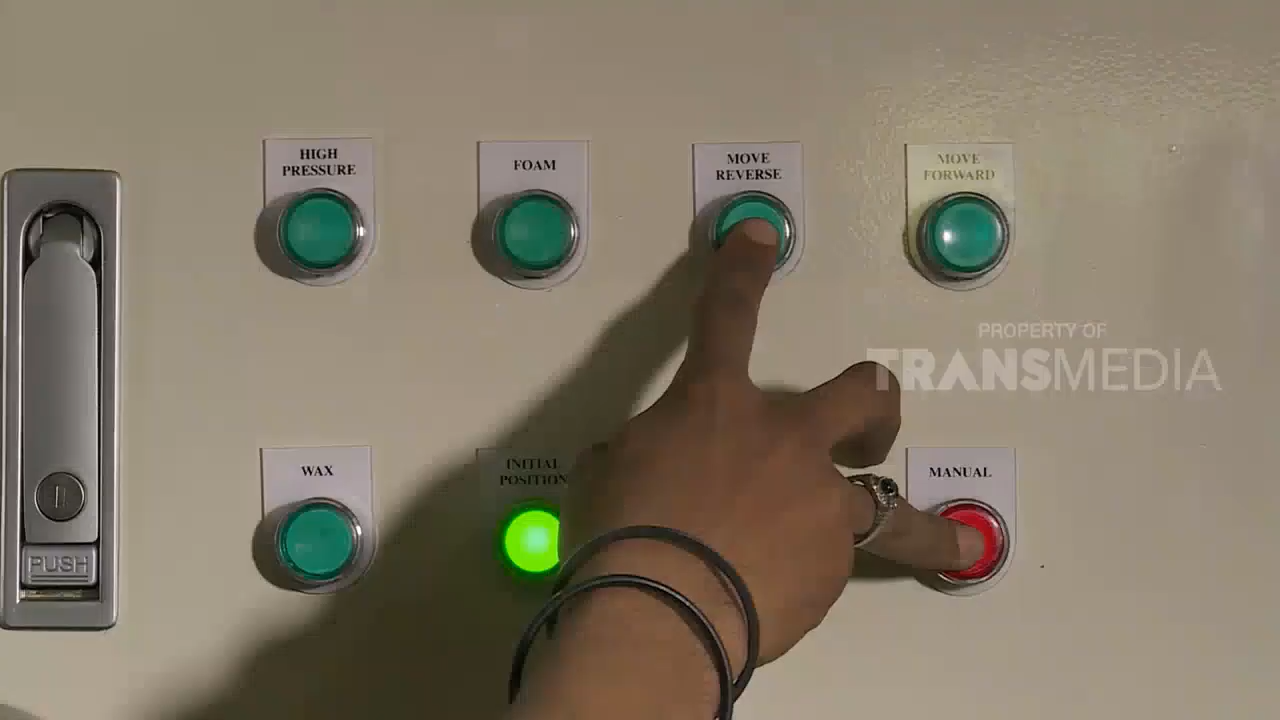 HIGH
PRESSURE
FOAM
MOVE
REVERSE
MOVE
FORWARD
PROPERTY OF
TRANSMEDIA
WAX
INITIAL
POSITION
MANUAL
PUSH